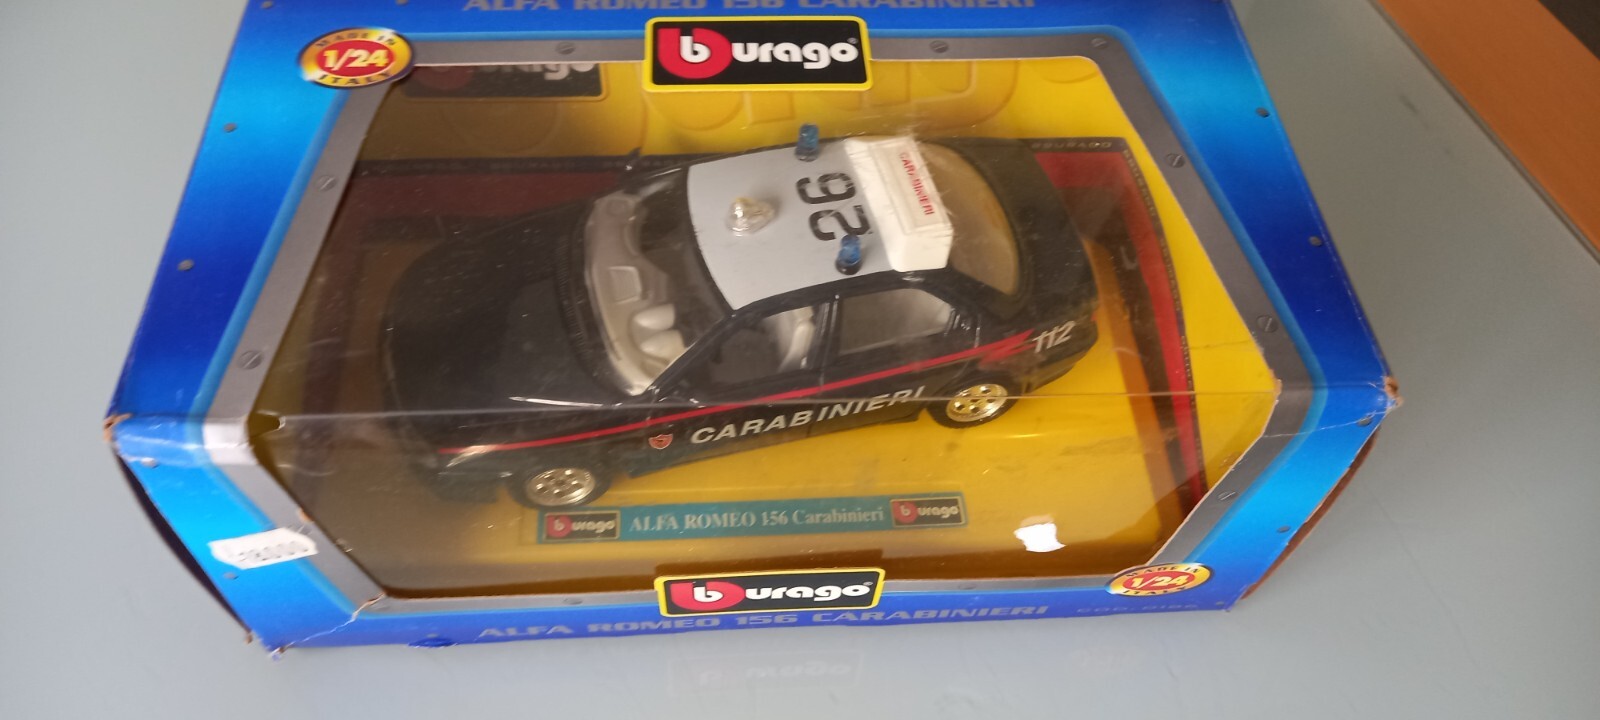 ALFA ROMEO 156 CARABINIERI
MADE IN
1/24
ITALY
burago
CARABINIERI
26
112
CARABINIERI
burago
ALFA ROMEO 156 Carabinieri
burago
burago
MADE IN
1/24
ITALY
ALFA ROMEO 156 CARABINIERI